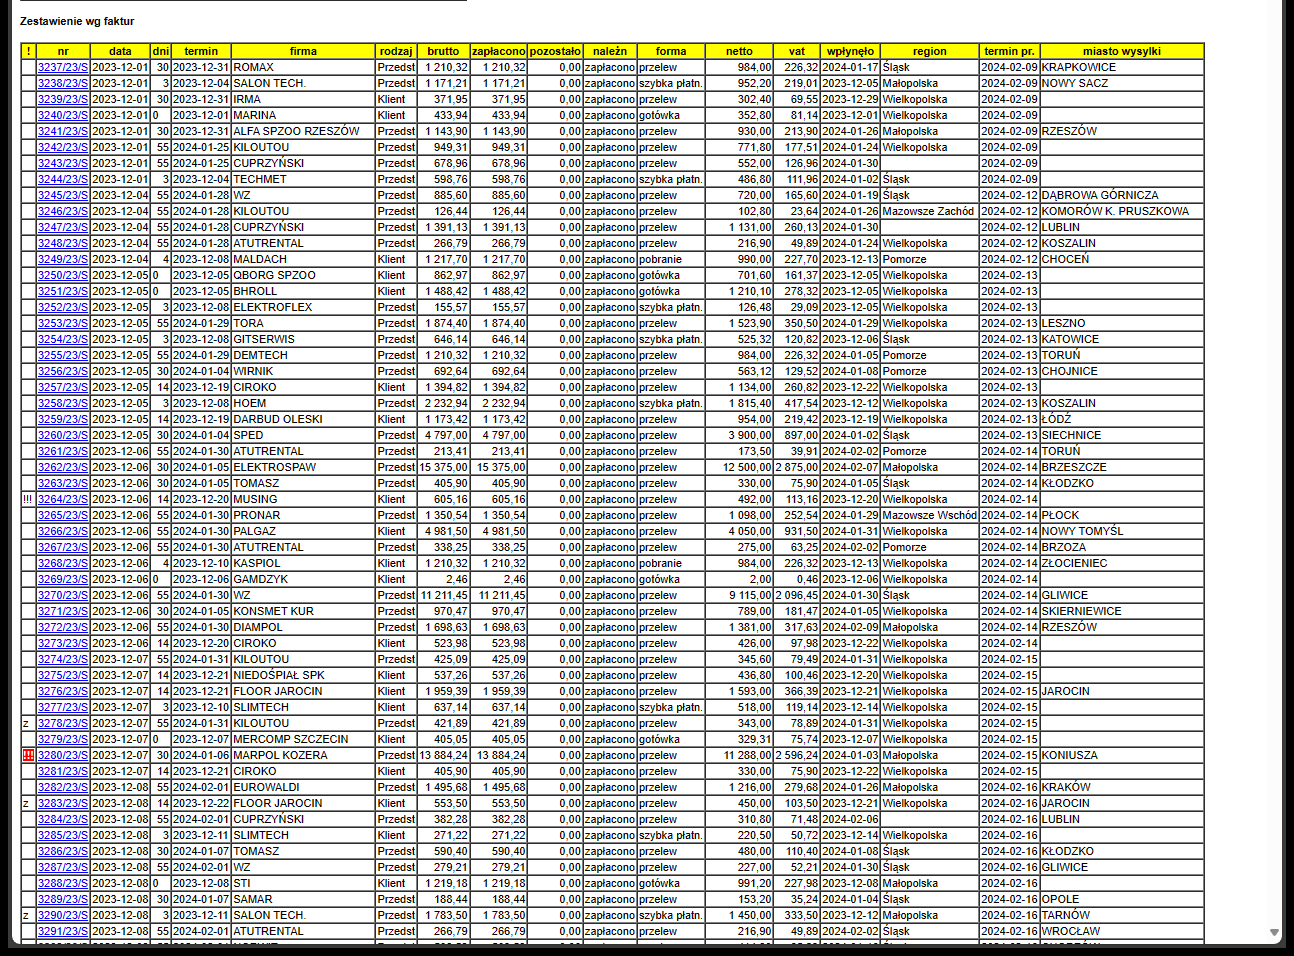 Zestawienie wg faktur
! nr data dni termin firma rodzaj brutto zapłacono pozostało należn forma netto vat wpłynęło region termin pr. miasto wysylki
3237/23/S 2023-12-01 30 2023-12-31 ROMAX Przedst 1 210,32 1 210,32 0,00 zapłacono przelew 984,00 226,32 2024-01-17 Śląsk 2024-02-09 KRAPKOWICE
3238/23/S 2023-12-01 3 2023-12-04 SALON TECH. Przedst 1 171,21 1 171,21 0,00 zapłacono szybka płatn. 952,20 219,01 2023-12-05 Małopolska 2024-02-09 NOWY SACZ
3239/23/S 2023-12-01 30 2023-12-31 IRMA Klient 371,95 371,95 0,00 zapłacono przelew 302,40 69,55 2023-12-29 Wielkopolska 2024-02-09
3240/23/S 2023-12-01 0 2023-12-01 MARINA Klient 433,94 433,94 0,00 zapłacono gotówka 352,80 81,14 2023-12-01 Wielkopolska 2024-02-09
3241/23/S 2023-12-01 30 2023-12-31 ALFA SPZOO RZESZÓW Przedst 1 143,90 1 143,90 0,00 zapłacono przelew 930,00 213,90 2024-01-26 Małopolska 2024-02-09 RZESZÓW
3242/23/S 2023-12-01 55 2024-01-25 KILOUTOU Przedst 949,31 949,31 0,00 zapłacono przelew 771,80 177,51 2024-01-24 Wielkopolska 2024-02-09
3243/23/S 2023-12-01 55 2024-01-25 CUPRZYŃSKI Przedst 678,96 678,96 0,00 zapłacono przelew 552,00 126,96 2024-01-30 2024-02-09
3244/23/S 2023-12-01 3 2023-12-04 TECHMET Przedst 598,76 598,76 0,00 zapłacono szybka płatn. 486,80 111,96 2024-01-02 Śląsk 2024-02-09
3245/23/S 2023-12-04 55 2024-01-28 WZ Przedst 885,60 885,60 0,00 zapłacono przelew 720,00 165,60 2024-01-19 Śląsk 2024-02-12 DĄBROWA GÓRNICZA
3246/23/S 2023-12-04 55 2024-01-28 KILOUTOU Przedst 126,44 126,44 0,00 zapłacono przelew 102,80 23,64 2024-01-26 Mazowsze Zachód 2024-02-12 KOMORÓW K. PRUSZKOWA
3247/23/S 2023-12-04 55 2024-01-28 CUPRZYŃSKI Przedst 1 391,13 1 391,13 0,00 zapłacono przelew 1 131,00 260,13 2024-01-30 2024-02-12 LUBLIN
3248/23/S 2023-12-04 55 2024-01-28 ATUTRENTAL Przedst 266,79 266,79 0,00 zapłacono przelew 216,90 49,89 2024-01-24 Wielkopolska 2024-02-12 KOSZALIN
3249/23/S 2023-12-04 4 2023-12-08 MALDACH Przedst 1 217,70 1 217,70 0,00 zapłacono pobranie 990,00 227,70 2023-12-13 Pomorze 2024-02-12 CHOCEŃ
3250/23/S 2023-12-05 0 2023-12-05 QBORG SPZOO Klient 862,97 862,97 0,00 zapłacono gotówka 701,60 161,37 2023-12-05 Wielkopolska 2024-02-13
3251/23/S 2023-12-05 0 2023-12-05 BHROLL Klient 1 488,42 1 488,42 0,00 zapłacono gotówka 1 210,10 278,32 2023-12-05 Wielkopolska 2024-02-13
3252/23/S 2023-12-05 3 2023-12-08 ELEKTROFLEX Przedst 155,57 155,57 0,00 zapłacono szybka płatn. 126,48 29,09 2023-12-05 Wielkopolska 2024-02-13
3253/23/S 2023-12-05 55 2024-01-29 TORA Przedst 1 874,40 1 874,40 0,00 zapłacono przelew 1 523,90 350,50 2024-01-29 Wielkopolska 2024-02-13 LESZNO
3254/23/S 2023-12-05 3 2023-12-08 GITSERWIS Przedst 646,14 646,14 0,00 zapłacono szybka płatn. 525,32 120,82 2023-12-06 Śląsk 2024-02-13 KATOWICE
3255/23/S 2023-12-05 55 2024-01-29 DEMTECH Przedst 1 210,32 1 210,32 0,00 zapłacono przelew 984,00 226,32 2024-01-05 Pomorze 2024-02-13 TORUŃ
3256/23/S 2023-12-05 30 2024-01-04 WIRNIK Przedst 692,64 692,64 0,00 zapłacono przelew 563,12 129,52 2024-01-08 Pomorze 2024-02-13 CHOJNICE
3257/23/S 2023-12-05 14 2023-12-19 CIROKO Klient 1 394,82 1 394,82 0,00 zapłacono przelew 1 134,00 260,82 2023-12-22 Wielkopolska 2024-02-13
3258/23/S 2023-12-05 3 2023-12-08 HOEM Przedst 2 232,94 2 232,94 0,00 zapłacono szybka płatn. 1 815,40 417,54 2023-12-12 Wielkopolska 2024-02-13 KOSZALIN
3259/23/S 2023-12-05 14 2023-12-19 DARBUD OLESKI Klient 1 173,42 1 173,42 0,00 zapłacono przelew 954,00 219,42 2023-12-19 Wielkopolska 2024-02-13 ŁÓDŹ
3260/23/S 2023-12-05 30 2024-01-04 SPED Przedst 4 797,00 4 797,00 0,00 zapłacono przelew 3 900,00 897,00 2024-01-02 Śląsk 2024-02-13 SIECHNICE
3261/23/S 2023-12-06 55 2024-01-30 ATUTRENTAL Przedst 213,41 213,41 0,00 zapłacono przelew 173,50 39,91 2024-02-02 Pomorze 2024-02-14 TORUŃ
3262/23/S 2023-12-06 30 2024-01-05 ELEKTROSPAW Przedst 15 375,00 15 375,00 0,00 zapłacono przelew 12 500,00 2 875,00 2024-02-07 Małopolska 2024-02-14 BRZESZCZE
3263/23/S 2023-12-06 30 2024-01-05 TOMASZ Przedst 405,90 405,90 0,00 zapłacono przelew 330,00 75,90 2024-01-05 Śląsk 2024-02-14 KŁODZKO
!!! 3264/23/S 2023-12-06 14 2023-12-20 MUSING Klient 605,16 605,16 0,00 zapłacono przelew 492,00 113,16 2023-12-20 Wielkopolska 2024-02-14
3265/23/S 2023-12-06 55 2024-01-30 PRONAR Przedst 1 350,54 1 350,54 0,00 zapłacono przelew 1 098,00 252,54 2024-01-29 Mazowsze Wschód 2024-02-14 PŁOCK
3266/23/S 2023-12-06 55 2024-01-30 PALGAZ Klient 4 981,50 4 981,50 0,00 zapłacono przelew 4 050,00 931,50 2024-01-31 Wielkopolska 2024-02-14 NOWY TOMYŚL
3267/23/S 2023-12-06 55 2024-01-30 ATUTRENTAL Przedst 338,25 338,25 0,00 zapłacono przelew 275,00 63,25 2024-02-02 Pomorze 2024-02-14 BRZOZA
3268/23/S 2023-12-06 4 2023-12-10 KASPIOL Przedst 1 210,32 1 210,32 0,00 zapłacono pobranie 984,00 226,32 2023-12-13 Pomorze 2024-02-14 ZŁOCIENIEC
3269/23/S 2023-12-06 0 2023-12-06 GAMDZYK Klient 2,46 2,46 0,00 zapłacono gotówka 2,00 0,46 2023-12-06 Wielkopolska 2024-02-14
3270/23/S 2023-12-06 55 2024-01-30 WZ Przedst 11 211,45 11 211,45 0,00 zapłacono przelew 9 115,00 2 096,45 2024-01-30 Śląsk 2024-02-14 GLIWICE
3271/23/S 2023-12-06 30 2024-01-05 KONSMET KUR Przedst 970,47 970,47 0,00 zapłacono przelew 789,00 181,47 2024-01-05 Wielkopolska 2024-02-14 SKIERNIEWICE
3272/23/S 2023-12-06 55 2024-01-30 DIAMPOL Przedst 1 698,63 1 698,63 0,00 zapłacono przelew 1 381,00 317,63 2024-02-09 Małopolska 2024-02-14 RZESZÓW
3273/23/S 2023-12-06 14 2023-12-20 CIROKO Klient 523,98 523,98 0,00 zapłacono przelew 426,00 97,98 2023-12-22 Wielkopolska 2024-02-14
3274/23/S 2023-12-07 55 2024-01-31 KILOUTOU Przedst 425,09 425,09 0,00 zapłacono przelew 345,60 79,49 2024-01-31 Wielkopolska 2024-02-15
3275/23/S 2023-12-07 14 2023-12-21 NIEDOŚPIAŁ SPK Klient 537,26 537,26 0,00 zapłacono przelew 436,80 100,46 2023-12-20 Wielkopolska 2024-02-15
3276/23/S 2023-12-07 14 2023-12-21 FLOOR JAROCIN Klient 1 959,39 1 959,39 0,00 zapłacono przelew 1 593,00 366,39 2023-12-21 Wielkopolska 2024-02-15 JAROCIN
3277/23/S 2023-12-07 3 2023-12-10 SLIMTECH Klient 637,14 637,14 0,00 zapłacono szybka płatn. 518,00 119,14 2023-12-14 Wielkopolska 2024-02-15
z 3278/23/S 2023-12-07 55 2024-01-31 KILOUTOU Przedst 421,89 421,89 0,00 zapłacono przelew 343,00 78,89 2024-01-31 Wielkopolska 2024-02-15
3279/23/S 2023-12-07 0 2023-12-07 MERCOMP SZCZECIN Klient 405,05 405,05 0,00 zapłacono gotówka 329,31 75,74 2023-12-07 Wielkopolska 2024-02-15
3280/23/S 2023-12-07 30 2024-01-06 MARPOL KOZERA Przedst 13 884,24 13 884,24 0,00 zapłacono przelew 11 288,00 2 596,24 2024-01-03 Małopolska 2024-02-15 KONIUSZA
3281/23/S 2023-12-07 14 2023-12-21 CIROKO Klient 405,90 405,90 0,00 zapłacono przelew 330,00 75,90 2023-12-22 Wielkopolska 2024-02-15
3282/23/S 2023-12-08 55 2024-02-01 EUROWALDI Przedst 1 495,68 1 495,68 0,00 zapłacono przelew 1 216,00 279,68 2024-01-26 Małopolska 2024-02-16 KRAKÓW
z 3283/23/S 2023-12-08 14 2023-12-22 FLOOR JAROCIN Klient 553,50 553,50 0,00 zapłacono przelew 450,00 103,50 2023-12-21 Wielkopolska 2024-02-16 JAROCIN
3284/23/S 2023-12-08 55 2024-02-01 CUPRZYŃSKI Przedst 382,28 382,28 0,00 zapłacono przelew 310,80 71,48 2024-02-06 2024-02-16 LUBLIN
3285/23/S 2023-12-08 3 2023-12-11 SLIMTECH Klient 271,22 271,22 0,00 zapłacono szybka płatn. 220,50 50,72 2023-12-14 Wielkopolska 2024-02-16
3286/23/S 2023-12-08 30 2024-01-07 TOMASZ Przedst 590,40 590,40 0,00 zapłacono przelew 480,00 110,40 2024-01-08 Śląsk 2024-02-16 KŁODZKO
3287/23/S 2023-12-08 55 2024-02-01 WZ Przedst 279,21 279,21 0,00 zapłacono przelew 227,00 52,21 2024-01-30 Śląsk 2024-02-16 GLIWICE
3288/23/S 2023-12-08 0 2023-12-08 STI Klient 1 219,18 1 219,18 0,00 zapłacono gotówka 991,20 227,98 2023-12-08 Małopolska 2024-02-16
3289/23/S 2023-12-08 30 2024-01-07 SAMAR Przedst 188,44 188,44 0,00 zapłacono przelew 153,20 35,24 2024-01-04 Śląsk 2024-02-16 OPOLE
z 3290/23/S 2023-12-08 3 2023-12-11 SALON TECH. Przedst 1 783,50 1 783,50 0,00 zapłacono szybka płatn. 1 450,00 333,50 2023-12-12 Małopolska 2024-02-16 TARNÓW
3291/23/S 2023-12-08 55 2024-02-01 ATUTRENTAL Przedst 266,79 266,79 0,00 zapłacono przelew 216,90 49,89 2024-02-02 Śląsk 2024-02-16 WROCŁAW